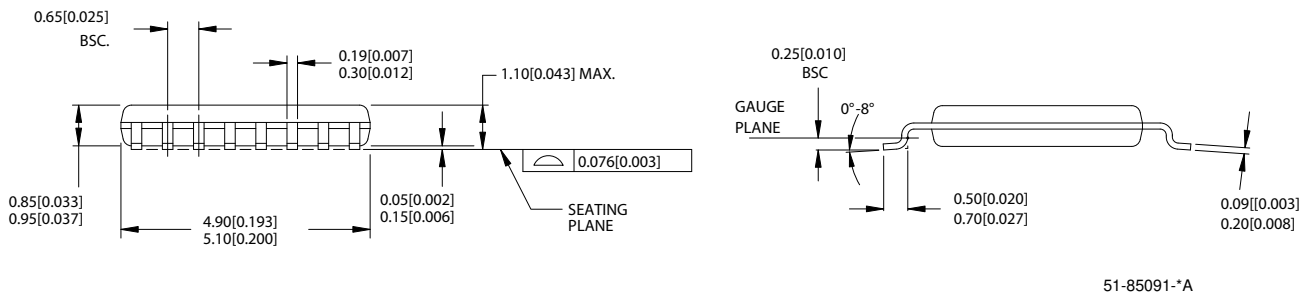 0.65[0.025]
BSC.
0.19[0.007]
0.30[0.012]
1.10[0.043] MAX.
0.85[0.033]
0.95[0.037]
4.90[0.193]
5.10[0.200]
0.05[0.002]
0.15[0.006]
SEATING
PLANE
0.076[0.003]
0.25[0.010]
BSC
GAUGE
PLANE
0°-8°
0.50[0.020]
0.70[0.027]
0.09[[0.003]
0.20[0.008]
51-85091-*A